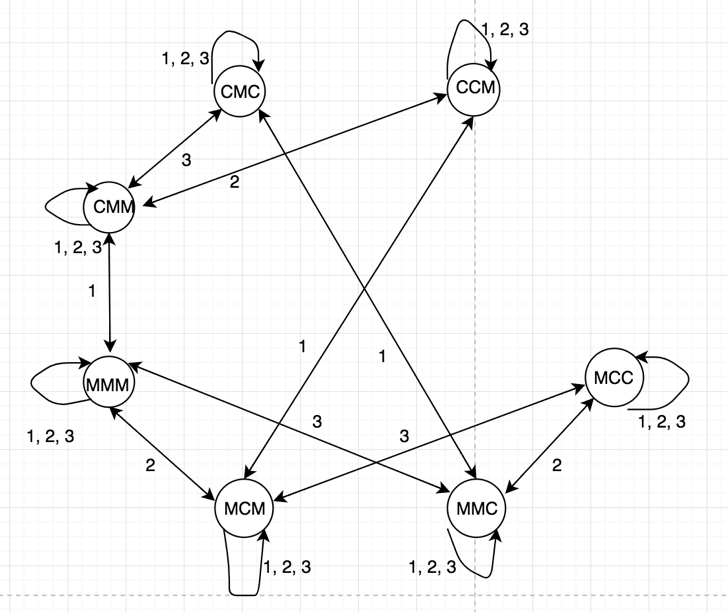 1, 2, 3
1, 2, 3
CMC
CCM
3
2
CMM
1, 2, 3
1
1
1
MMM
MCC
1, 2, 3
3
3
1, 2, 3
2
2
MCM
MMC
1, 2, 3
1, 2, 3